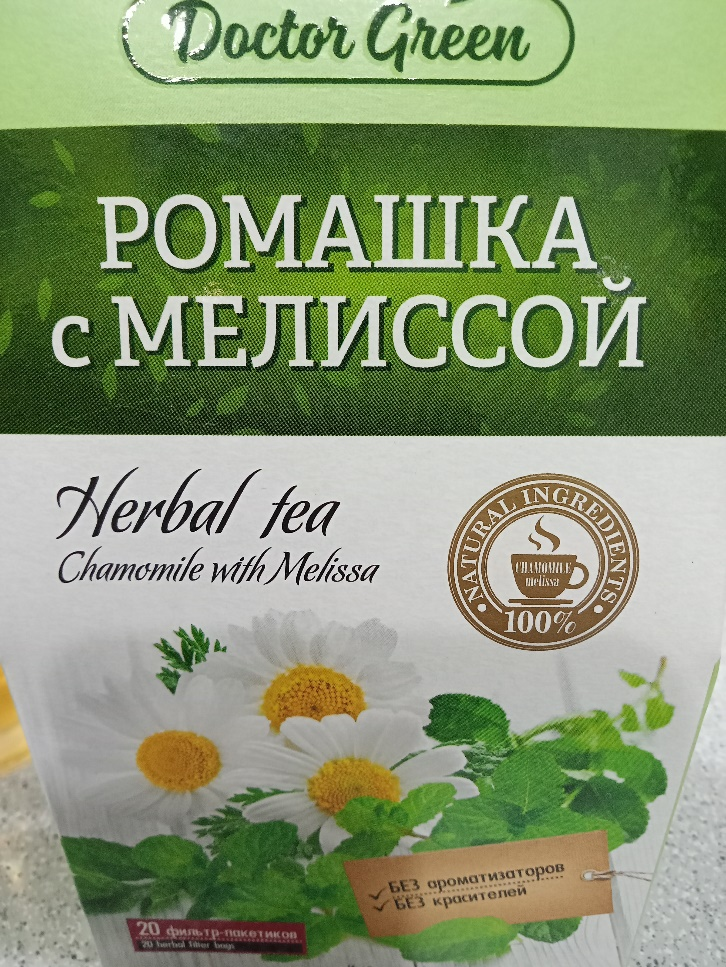 Doctor Green
РОМАШКА
с МЕЛИССОЙ
Herbal tea
Chamomile with Melissa
NATURAL INGREDIENTS
CHAMOMILE
melissa
100%
БЕЗ ароматизаторов
БЕЗ красителей
20 фильтр-пакетиков
20 herbal filter bags